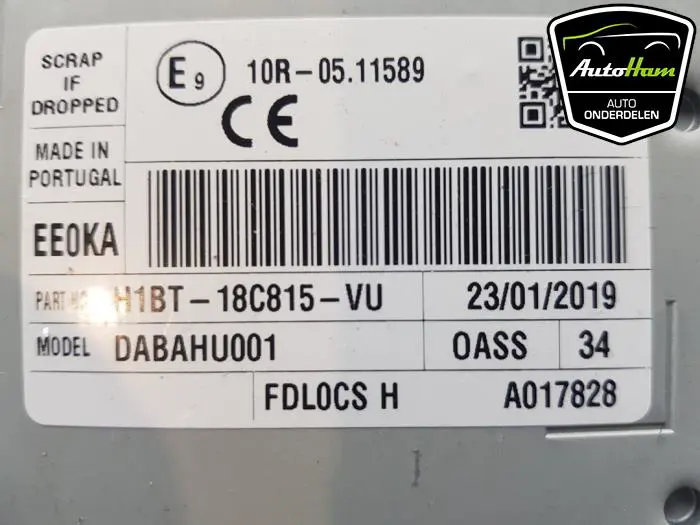 SCRAP
IF
DROPPED
MADE IN
PORTUGAL
EE0KA
E9
10R-05.11589
CE
PART NO. H1BT-18C815-VU
23/01/2019
MODEL DABAHU001
OASS
34
FDLOCS H
A017828
AutoHam
AUTO
ONDERDELEN